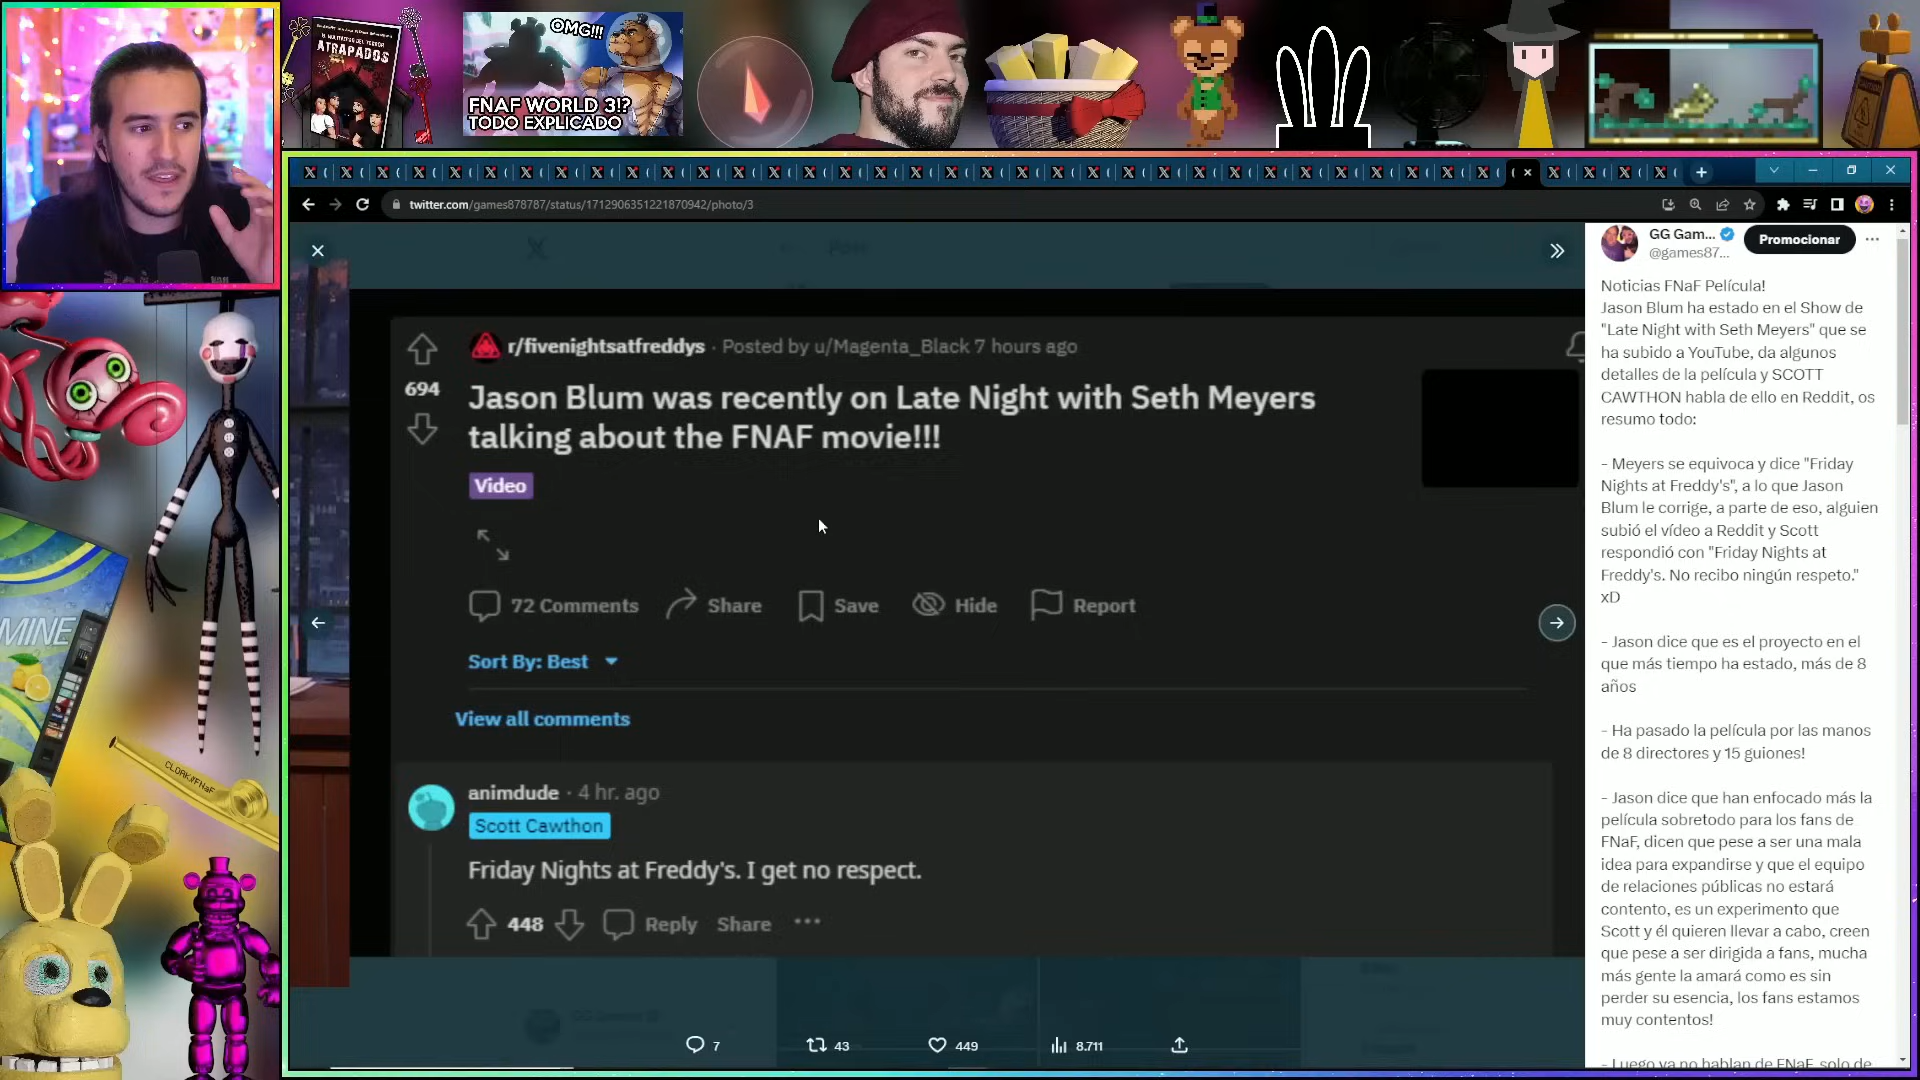 ATRAPADOS
OMG!!!
FNAF WORLD 3!?
TODO EXPLICADO
twitter.com/games878787/status/1712906351221870942/photo/3
r/fivenightsatfreddys · Posted by u/Magenta_Black 7 hours ago
694
Jason Blum was recently on Late Night with Seth Meyers
talking about the FNAF movie!!!
Video
72 Comments Share Save Hide Report
Sort By: Best
View all comments
animdude · 4 hr. ago
Scott Cawthon
Friday Nights at Freddy's. I get no respect.
448 Reply Share
7 43 449 8.711
GG Gam...
Promocionar
@games87...
Noticias FNaF Película!
Jason Blum ha estado en el Show de
"Late Night with Seth Meyers" que se
ha subido a YouTube, da algunos
detalles de la película y SCOTT
CAWTHON habla de ello en Reddit, os
resumo todo:
- Meyers se equivoca y dice "Friday
Nights at Freddy's", a lo que Jason
Blum le corrige, a parte de eso, alguien
subió el vídeo a Reddit y Scott
respondió con "Friday Nights at
Freddy's. No recibo ningún respeto."
xD
- Jason dice que es el proyecto en el
que más tiempo ha estado, más de 8
años
- Ha pasado la película por las manos
de 8 directores y 15 guiones!
- Jason dice que han enfocado más la
película sobretodo para los fans de
FNaF, dicen que pese a ser una mala
idea para expandirse y que el equipo
de relaciones públicas no estará
contento, es un experimento que
Scott y él quieren llevar a cabo, creen
que pese a ser dirigida a fans, mucha
más gente la amará como es sin
perder su esencia, los fans estamos
muy contentos!
- Luego ya no hablan de FNaF, solo de
MINE
CLOAK//FNaF